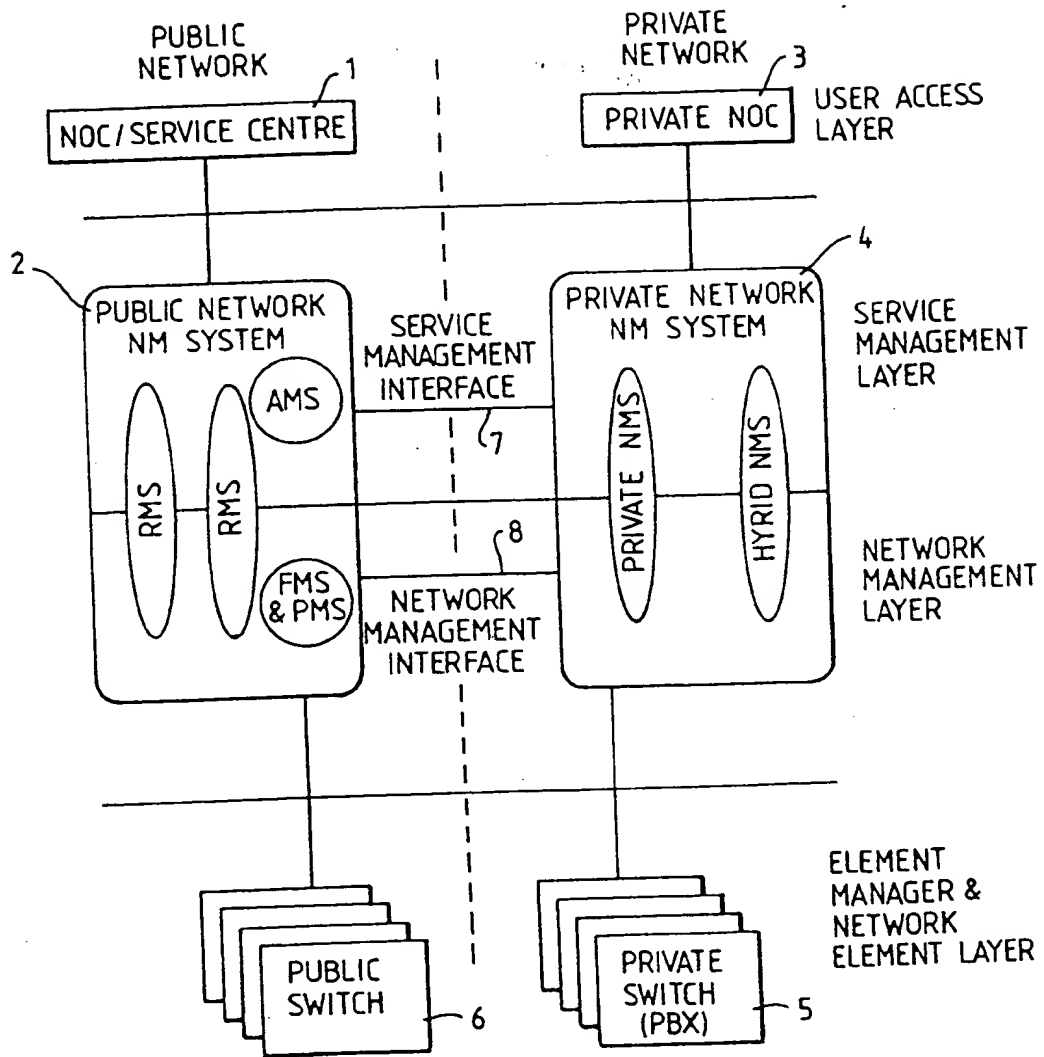 PUBLIC
NETWORK
PRIVATE
NETWORK
1
3
NOC/SERVICE CENTRE
PRIVATE NOC
USER ACCESS
LAYER
2
4
PUBLIC NETWORK
NM SYSTEM
SERVICE
MANAGEMENT
INTERFACE
PRIVATE NETWORK
NM SYSTEM
SERVICE
MANAGEMENT
LAYER
AMS
7
RMS
RMS
PRIVATE NMS
HYRID NMS
8
FMS
& PMS
NETWORK
MANAGEMENT
INTERFACE
NETWORK
MANAGEMENT
LAYER
ELEMENT
MANAGER &
NETWORK
ELEMENT LAYER
PUBLIC
SWITCH
6
PRIVATE
SWITCH
(PBX)
5